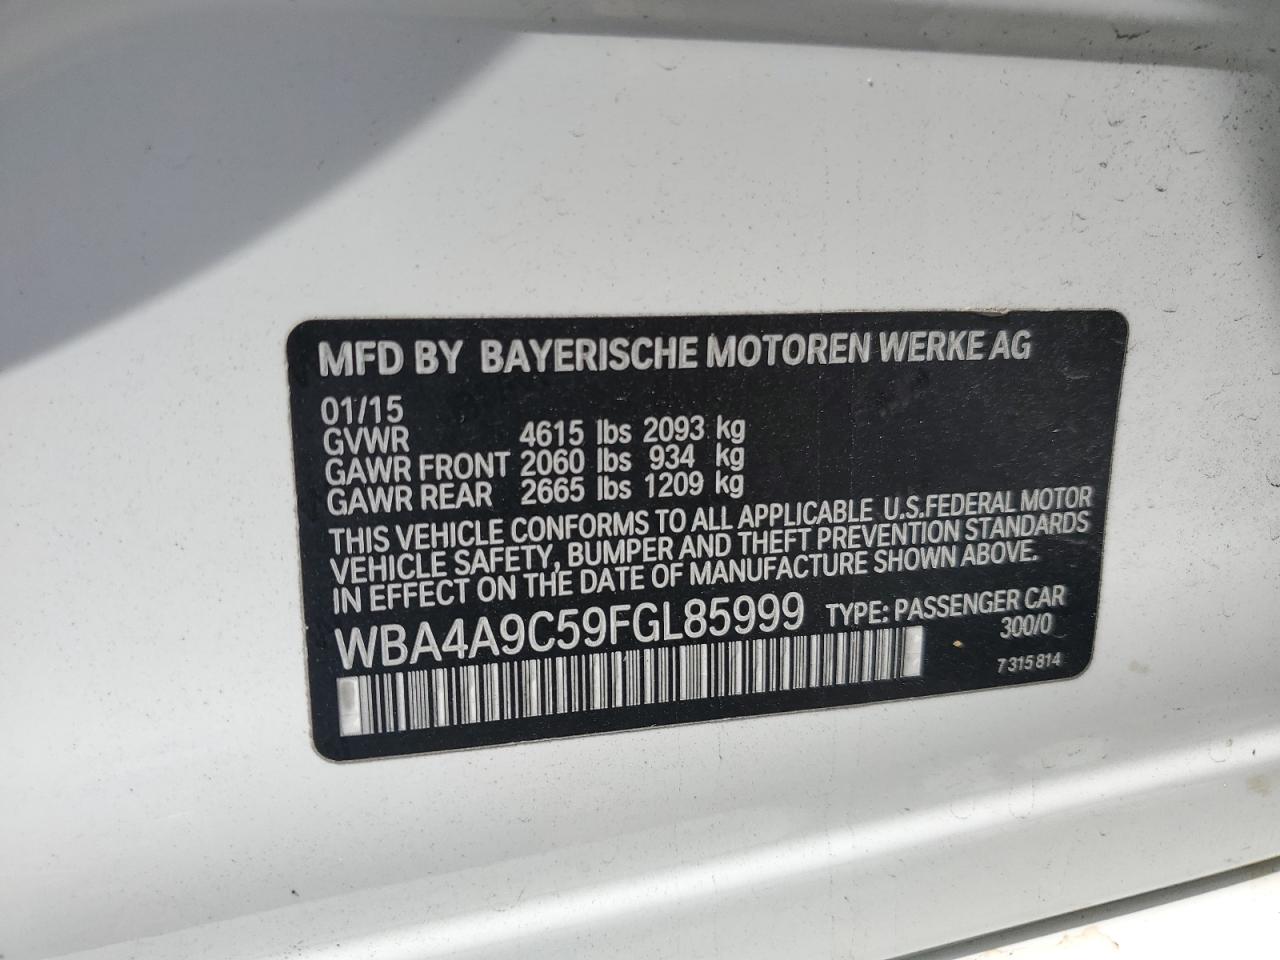 MFD BY BAYERISCHE MOTOREN WERKE AG
01/15
GVWR 4615 lbs 2093 kg
GAWR FRONT 2060 lbs 934 kg
GAWR REAR 2665 lbs 1209 kg
THIS VEHICLE CONFORMS TO ALL APPLICABLE U.S.FEDERAL MOTOR
VEHICLE SAFETY, BUMPER AND THEFT PREVENTION STANDARDS
IN EFFECT ON THE DATE OF MANUFACTURE SHOWN ABOVE.
WBA4A9C59FGL85999 TYPE: PASSENGER CAR
300/0
7 315 814